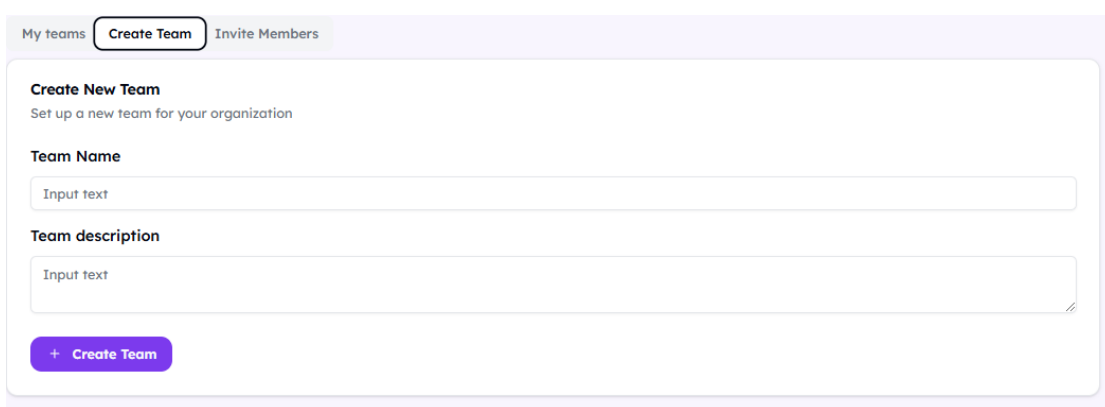 My teams Create Team Invite Members
Create New Team
Set up a new team for your organization
Team Name
Input text
Team description
Input text
+ Create Team